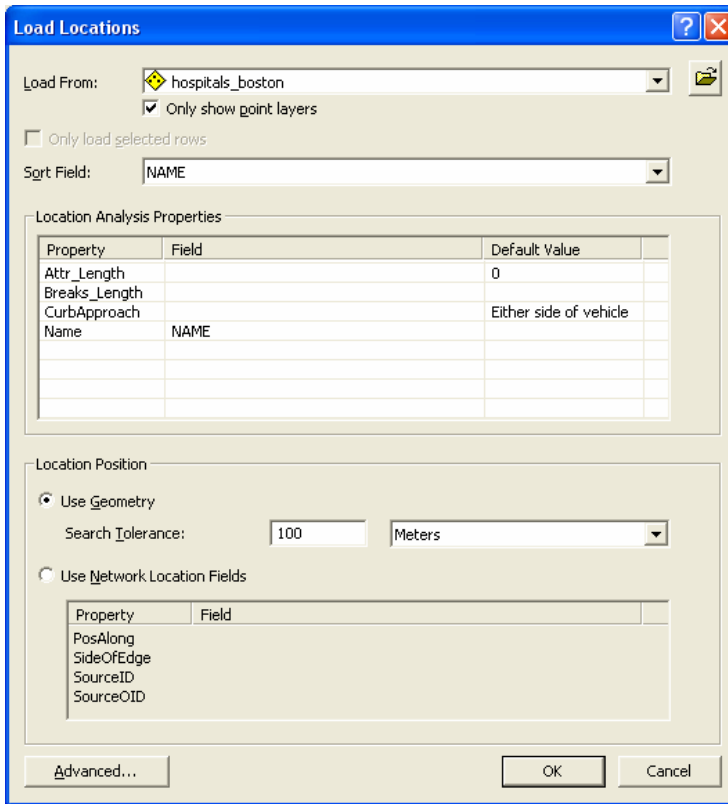 Load Locations
Load From: hospitals_boston
Only show point layers
Only load selected rows
Sort Field: NAME
Location Analysis Properties
Property Field Default Value
Attr_Length 0
Breaks_Length
CurbApproach Either side of vehicle
Name NAME
Location Position
Use Geometry
Search Tolerance: 100 Meters
Use Network Location Fields
Property Field
PosAlong
SideOfEdge
SourceID
SourceOID
Advanced... OK Cancel